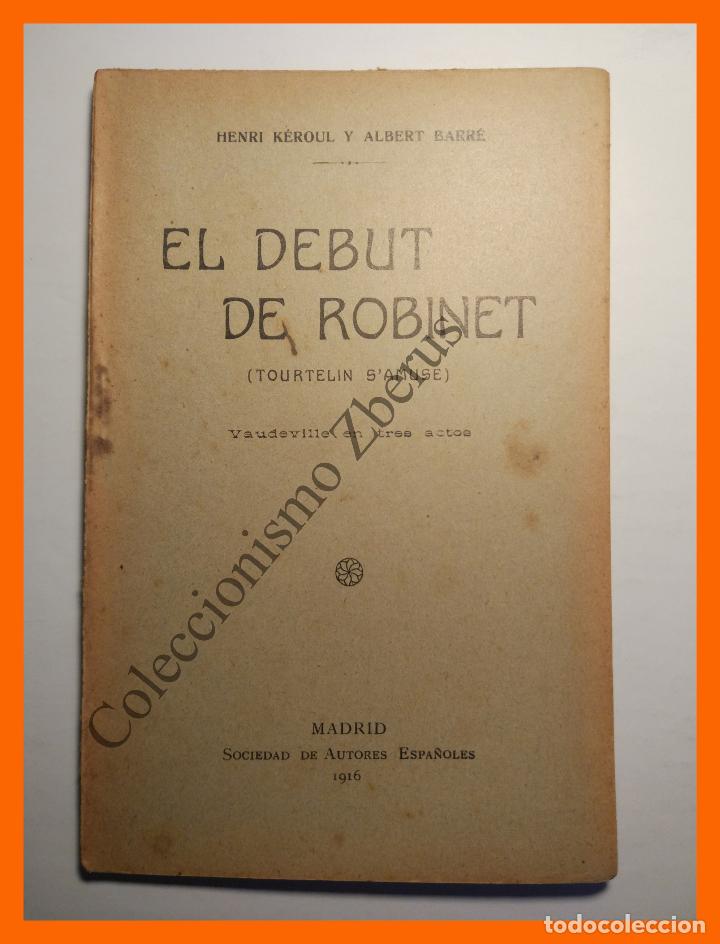 HENRI KÉROUL Y ALBERT BARRÉ
EL DEBUT
DE ROBINET
(TOURTELIN S'AMUSE)
Vaudeville en tres actos
MADRID
SOCIEDAD DE AUTORES ESPAÑOLES
1916
Coleccionismo Zberus
todocoleccion